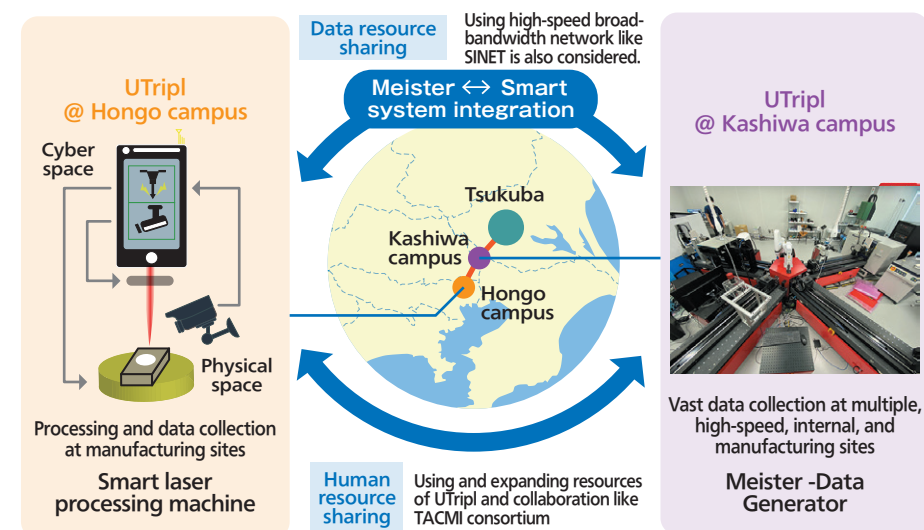 Data resource
sharing
Using high-speed broad-
bandwidth network like
SINET is also considered.
Meister ↔ Smart
system integration
UTripl
@ Hongo campus
Cyber
space
Physical
space
Processing and data collection
at manufacturing sites
Smart laser
processing machine
Tsukuba
Kashiwa
campus
Hongo
campus
UTripl
@ Kashiwa campus
Vast data collection at multiple,
high-speed, internal, and
manufacturing sites
Meister -Data
Generator
Human
resource
sharing
Using and expanding resources
of UTripl and collaboration like
TACMI consortium